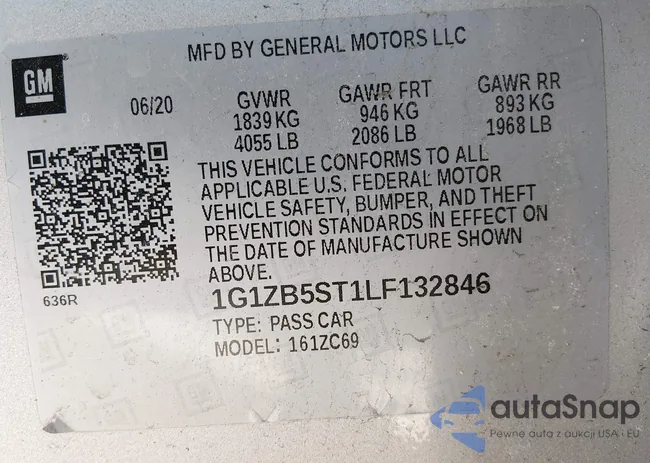 MFD BY GENERAL MOTORS LLC
GM
06/20
GVWR GAWR FRT GAWR RR
1839 KG 946 KG 893 KG
4055 LB 2086 LB 1968 LB
THIS VEHICLE CONFORMS TO ALL
APPLICABLE U.S. FEDERAL MOTOR
VEHICLE SAFETY, BUMPER, AND THEFT
PREVENTION STANDARDS IN EFFECT ON
THE DATE OF MANUFACTURE SHOWN
ABOVE.
636R
1G1ZB5ST1LF132846
TYPE: PASS CAR
MODEL: 161ZC69
autaSnap
Pewne auta z aukcji USA - EU